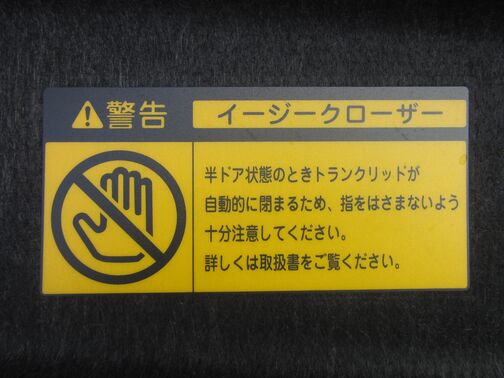 警告
イージークローザー
半ドア状態のときトランクリッドが
自動的に閉まるため、指をはさまないよう
十分注意してください。
詳しくは取扱書をご覧ください。